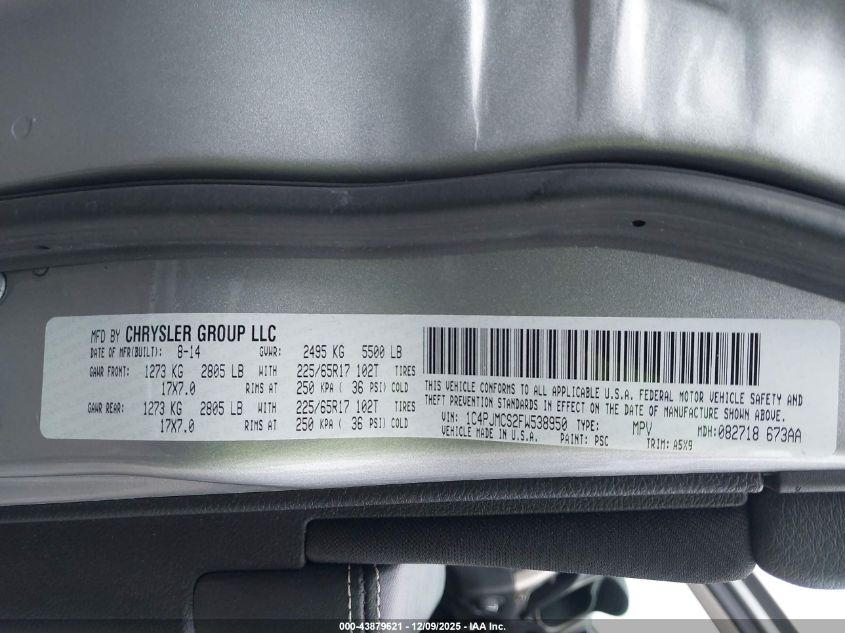 MFD BY CHRYSLER GROUP LLC
DATE OF MFR(BUILT): 8-14 GVWR: 2495 KG 5500 LB
GAWR FRONT: 1273 KG 2805 LB WITH 225/65R17 102T TIRES
17X7.0 RIMS AT 250 KPA ( 36 PSI) COLD
GAWR REAR: 1273 KG 2805 LB WITH 225/65R17 102T TIRES
17X7.0 RIMS AT 250 KPA ( 36 PSI) COLD
THIS VEHICLE CONFORMS TO ALL APPLICABLE U.S.A. FEDERAL MOTOR VEHICLE SAFETY AND
THEFT PREVENTION STANDARDS IN EFFECT ON THE DATE OF MANUFACTURE SHOWN ABOVE.
VIN: 1C4PJMCS2FW538950 TYPE: MPV MDH: 082718 673AA
VEHICLE MADE IN U.S.A. PAINT: PSC TRIM: A5X9
000-43879621 - 12/09/2025 - IAA Inc.